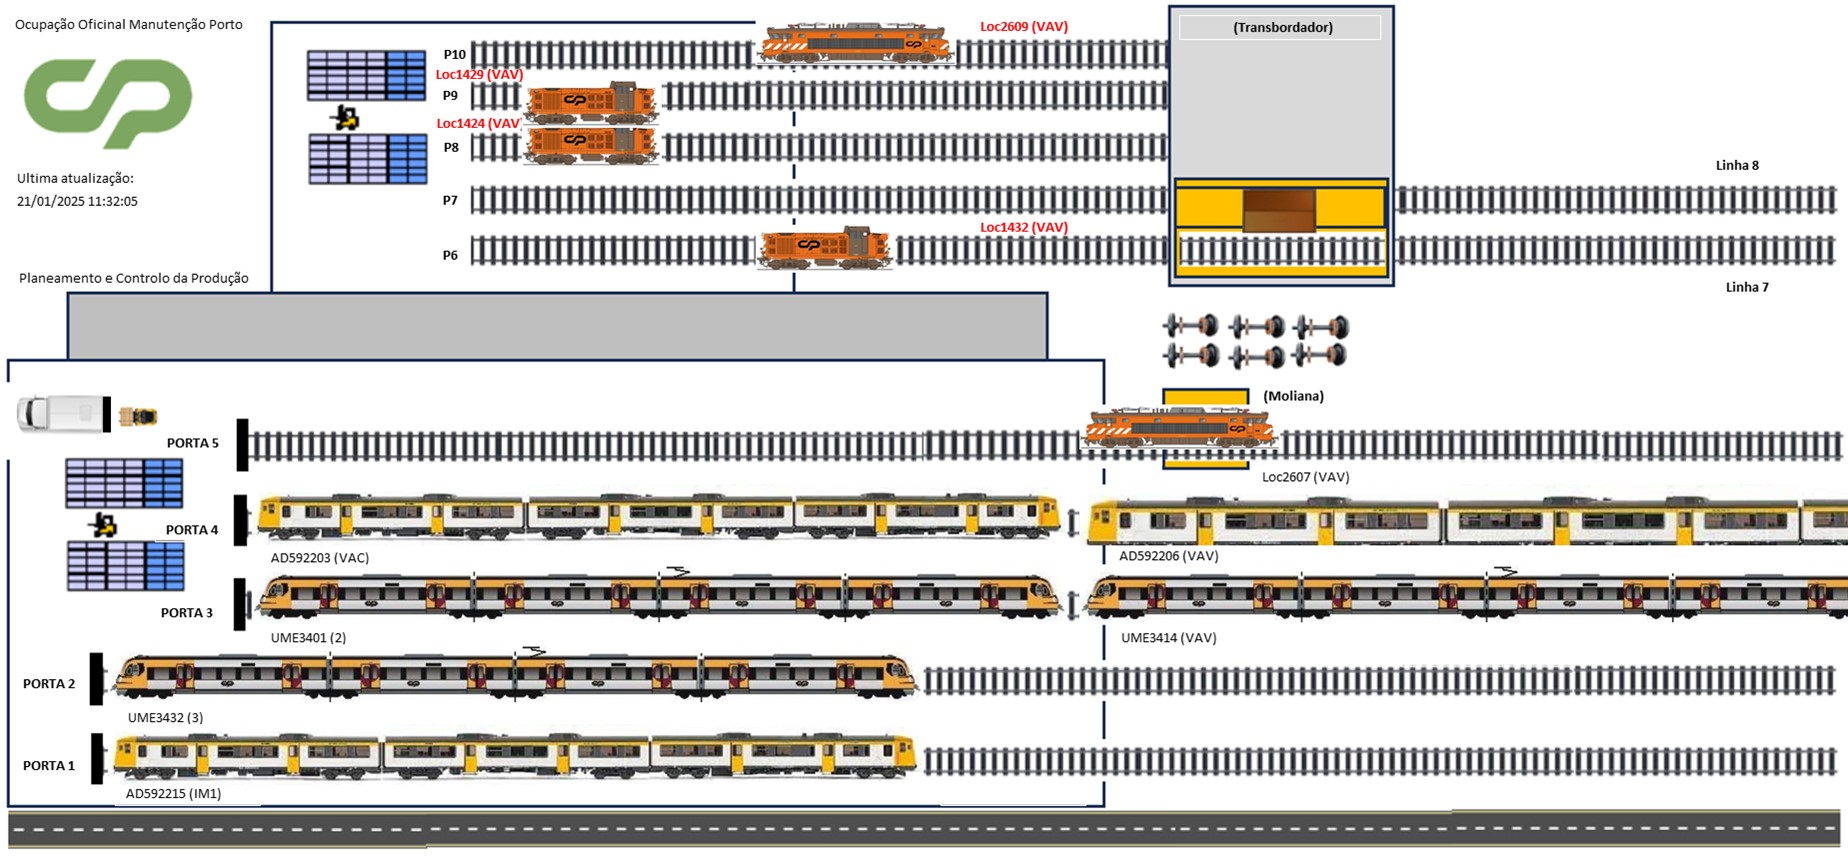 Ocupação Oficinal Manutenção Porto
Loc2609 (VAV)
(Transbordador)
P10
Loc1429 (VAV)
P9
Loc1424 (VAV)
P8
Ultima atualização:
21/01/2025 11:32:05
Linha 8
P7
Loc1432 (VAV)
P6
Planeamento e Controlo da Produção
Linha 7
(Moliana)
PORTA 5
Loc2607 (VAV)
PORTA 4
AD592203 (VAC)
AD592206 (VAV)
PORTA 3
UME3401 (2)
UME3414 (VAV)
PORTA 2
UME3432 (3)
PORTA 1
AD592215 (IM1)